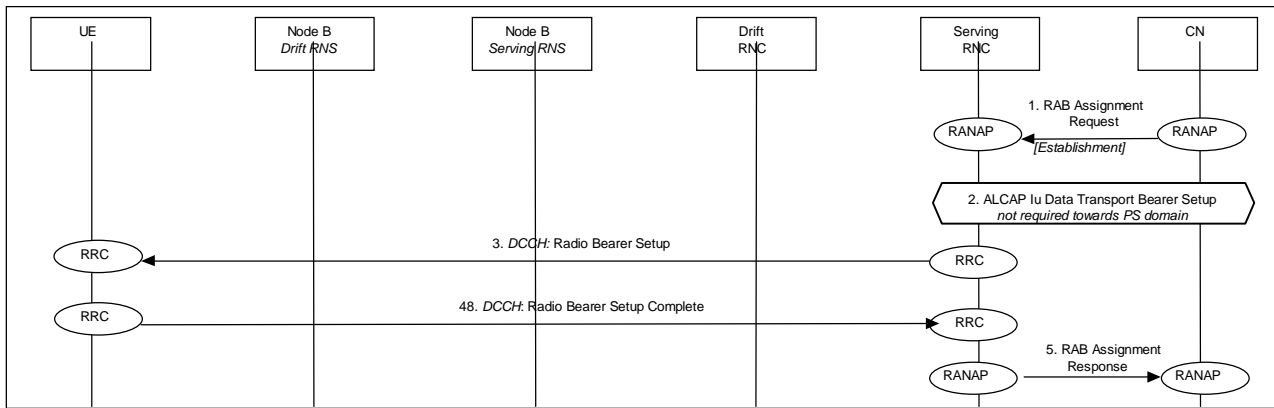 UE
Node B
Drift RNS
Node B
Serving RNS
Drift
RNC
Serving
RNC
CN
1. RAB Assignment
Request
RANAP
RANAP
[Establishment]
2. ALCAP Iu Data Transport Bearer Setup
not required towards PS domain
3. DCCH: Radio Bearer Setup
RRC
RRC
48. DCCH: Radio Bearer Setup Complete
RRC
RRC
5. RAB Assignment
Response
RANAP
RANAP